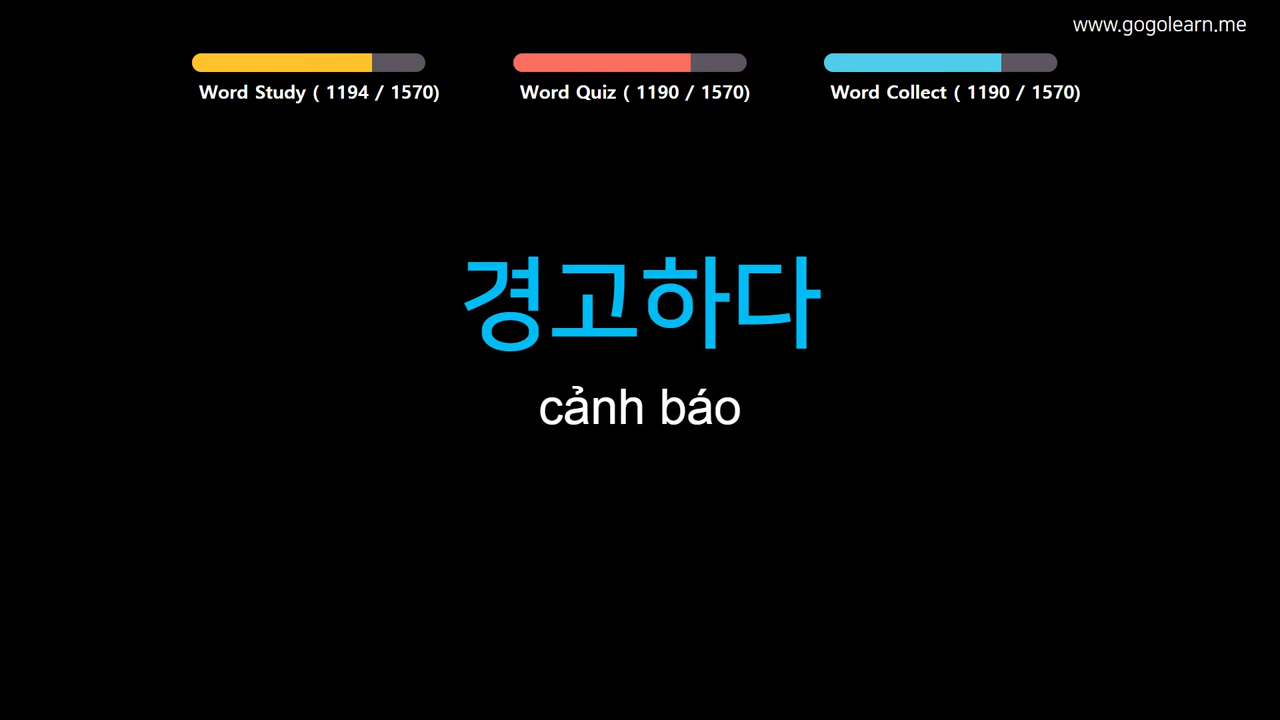 www.gogolearn.me
Word Study ( 1194 / 1570)
Word Quiz ( 1190 / 1570)
Word Collect ( 1190 / 1570)
경고하다
cảnh báo